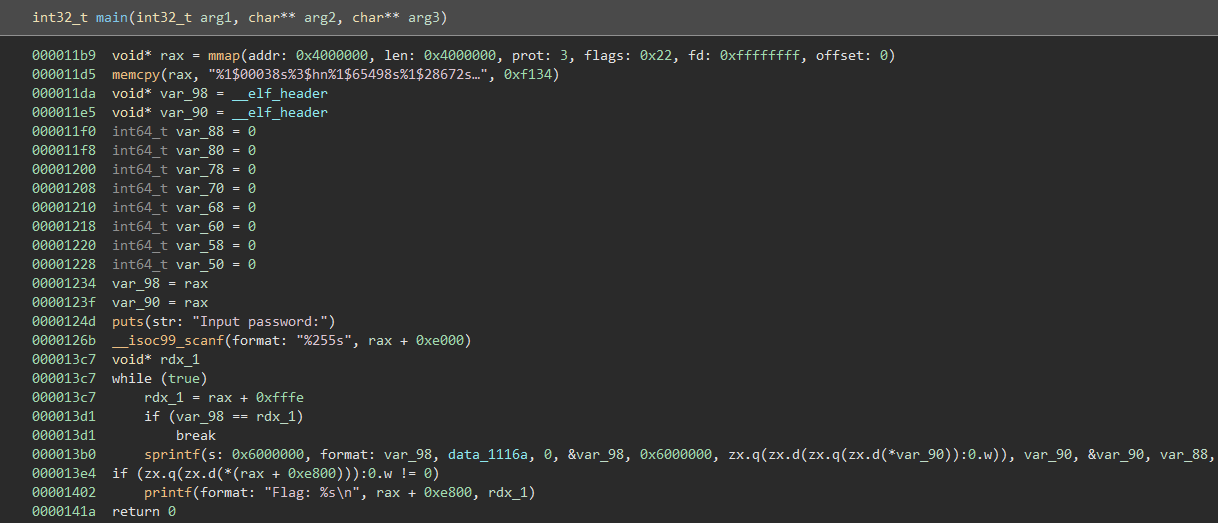 int32_t main(int32_t arg1, char** arg2, char** arg3)
000011b9  void* rax = mmap(addr: 0x4000000, len: 0x4000000, prot: 3, flags: 0x22, fd: 0xffffffff, offset: 0)
000011d5  memcpy(rax, "%1$00038s%3$hn%1$65498s%1$28672s…", 0xf134)
000011da  void* var_98 = __elf_header
000011e5  void* var_90 = __elf_header
000011f0  int64_t var_88 = 0
000011f8  int64_t var_80 = 0
00001200  int64_t var_78 = 0
00001208  int64_t var_70 = 0
00001210  int64_t var_68 = 0
00001218  int64_t var_60 = 0
00001220  int64_t var_58 = 0
00001228  int64_t var_50 = 0
00001234  var_98 = rax
0000123f  var_90 = rax
0000124d  puts(str: "Input password:")
0000126b  __isoc99_scanf(format: "%255s", rax + 0xe000)
000013c7  void* rdx_1
000013c7  while (true)
000013c7      rdx_1 = rax + 0xfffe
000013d1      if (var_98 == rdx_1)
000013d1          break
000013b0      sprintf(s: 0x6000000, format: var_98, data_1116a, 0, &var_98, 0x6000000, zx.q(zx.d(zx.q(zx.d(*var_90)):0.w)), var_90, &var_90, var_88,
000013e4  if (zx.q(zx.d(*(rax + 0xe800))):0.w != 0)
00001402      printf(format: "Flag: %s\n", rax + 0xe800, rdx_1)
0000141a  return 0